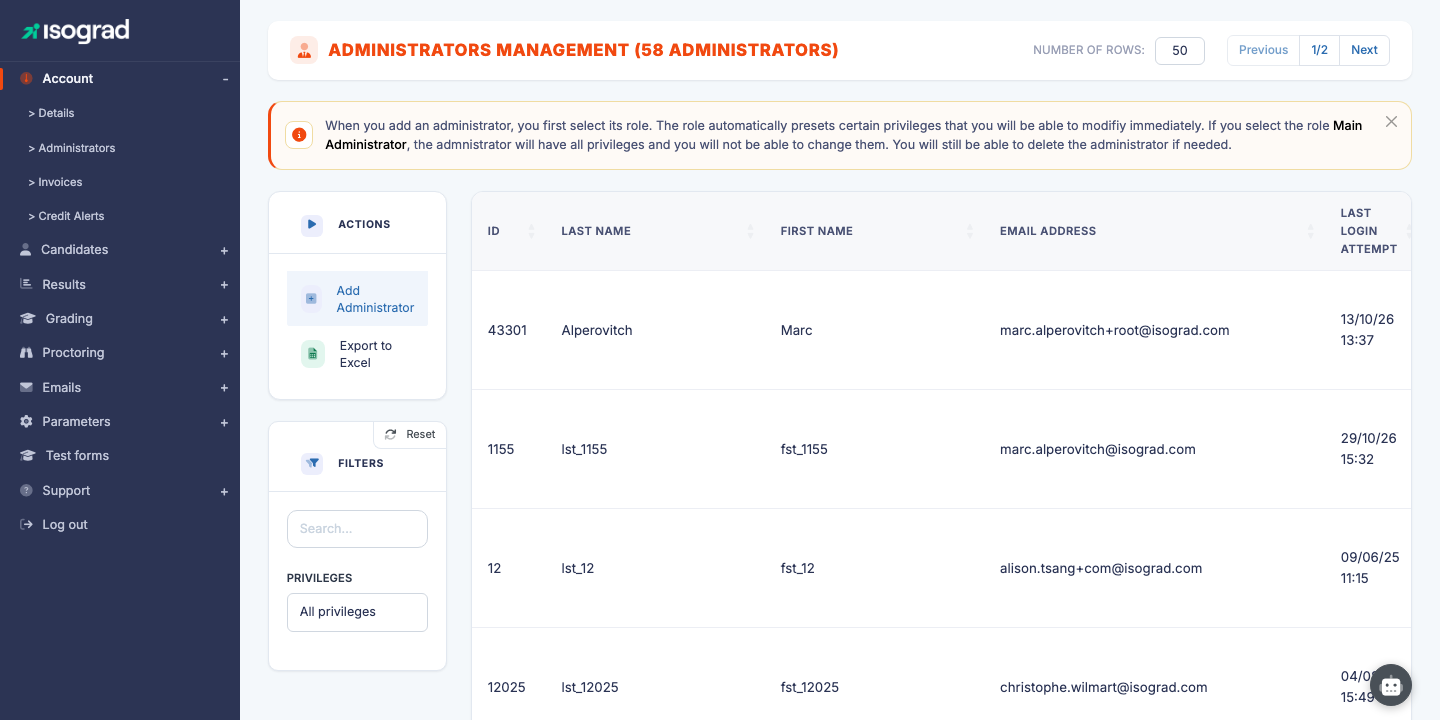 isograd
Account
-
> Details
> Administrators
> Invoices
> Credit Alerts
Candidates +
Results +
Grading +
Proctoring +
Emails +
Parameters +
Test forms
Support +
Log out
ADMINISTRATORS MANAGEMENT (58 ADMINISTRATORS)
NUMBER OF ROWS: 50
Previous 1/2 Next
When you add an administrator, you first select its role. The role automatically presets certain privileges that you will be able to modifiy immediately. If you select the role Main
Administrator, the admnistrator will have all privileges and you will not be able to change them. You will still be able to delete the administrator if needed.
ACTIONS
Add
Administrator
Export to
Excel
Reset
FILTERS
Search...
PRIVILEGES
All privileges
ID LAST NAME FIRST NAME EMAIL ADDRESS
LAST
LOGIN
ATTEMPT
43301 Alperovitch Marc marc.alperovitch+root@isograd.com
13/10/26
13:37
1155 lst_1155 fst_1155 marc.alperovitch@isograd.com
29/10/26
15:32
12 lst_12 fst_12 alison.tsang+com@isograd.com
09/06/25
11:15
12025 lst_12025 fst_12025 christophe.wilmart@isograd.com
15:49